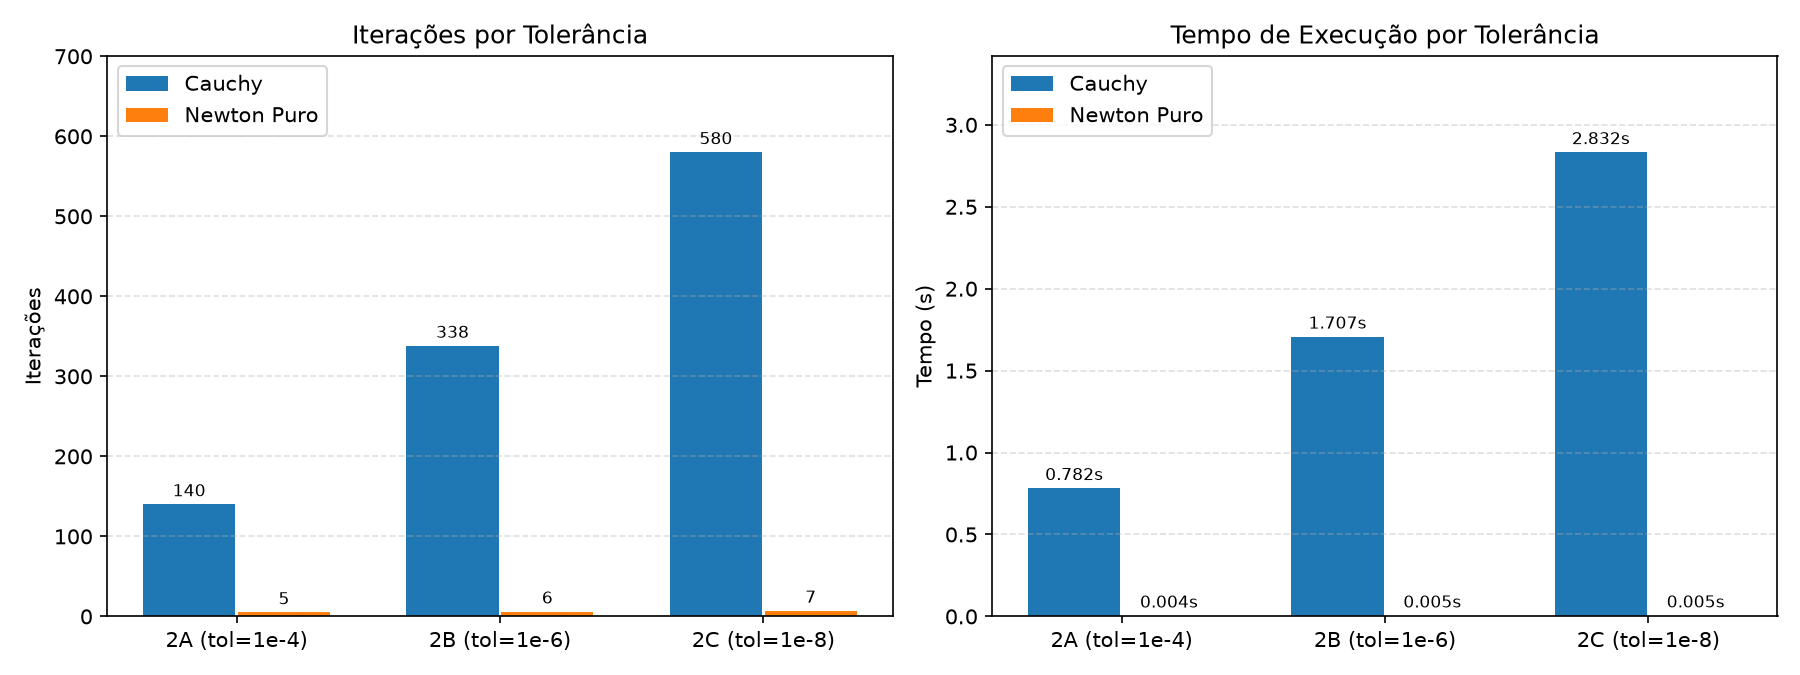 Iterações por Tolerância
Iterações
700
600
500
400
300
200
100
0
Cauchy
Newton Puro
140
5
338
6
580
7
2A (tol=1e-4)
2B (tol=1e-6)
2C (tol=1e-8)
Tempo de Execução por Tolerância
Tempo (s)
3.0
2.5
2.0
1.5
1.0
0.5
0.0
Cauchy
Newton Puro
0.782s
0.004s
1.707s
0.005s
2.832s
0.005s
2A (tol=1e-4)
2B (tol=1e-6)
2C (tol=1e-8)